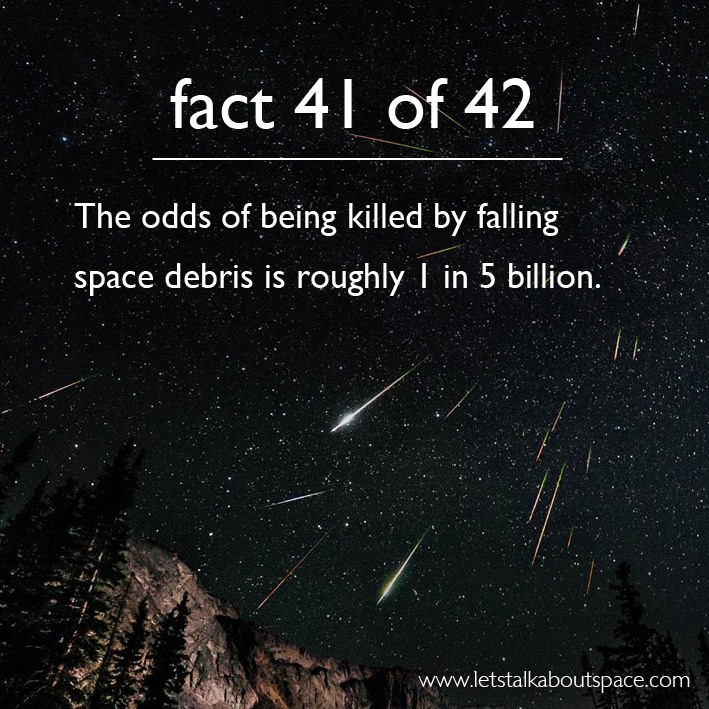 fact 41 of 42
The odds of being killed by falling
space debris is roughly 1 in 5 billion.
www.letstalkaboutspace.com